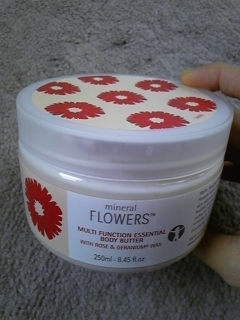 mineral
FLOWERS™
MULTI FUNCTION ESSENTIAL
BODY BUTTER
WITH ROSE & GERANIUM WAX
250ml - 8.45 fl.oz